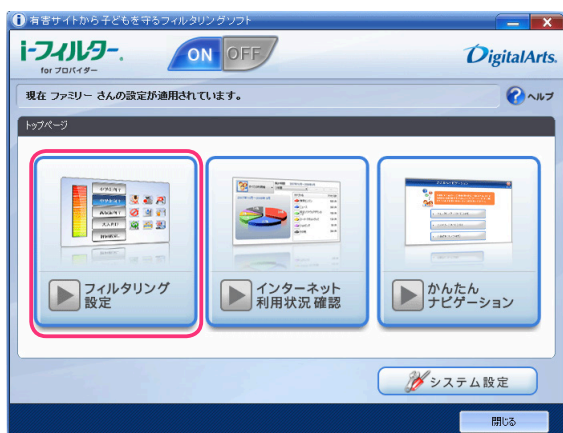 有害サイトから子どもを守るフィルタリングソフト
i-フィルター.
for プロバイダー
ON OFF
DigitalArts.
現在 ファミリー さんの設定が適用されています。
ヘルプ
トップページ
フィルタリング
設定
インターネット
利用状況 確認
かんたん
ナビゲーション
システム設定
閉じる